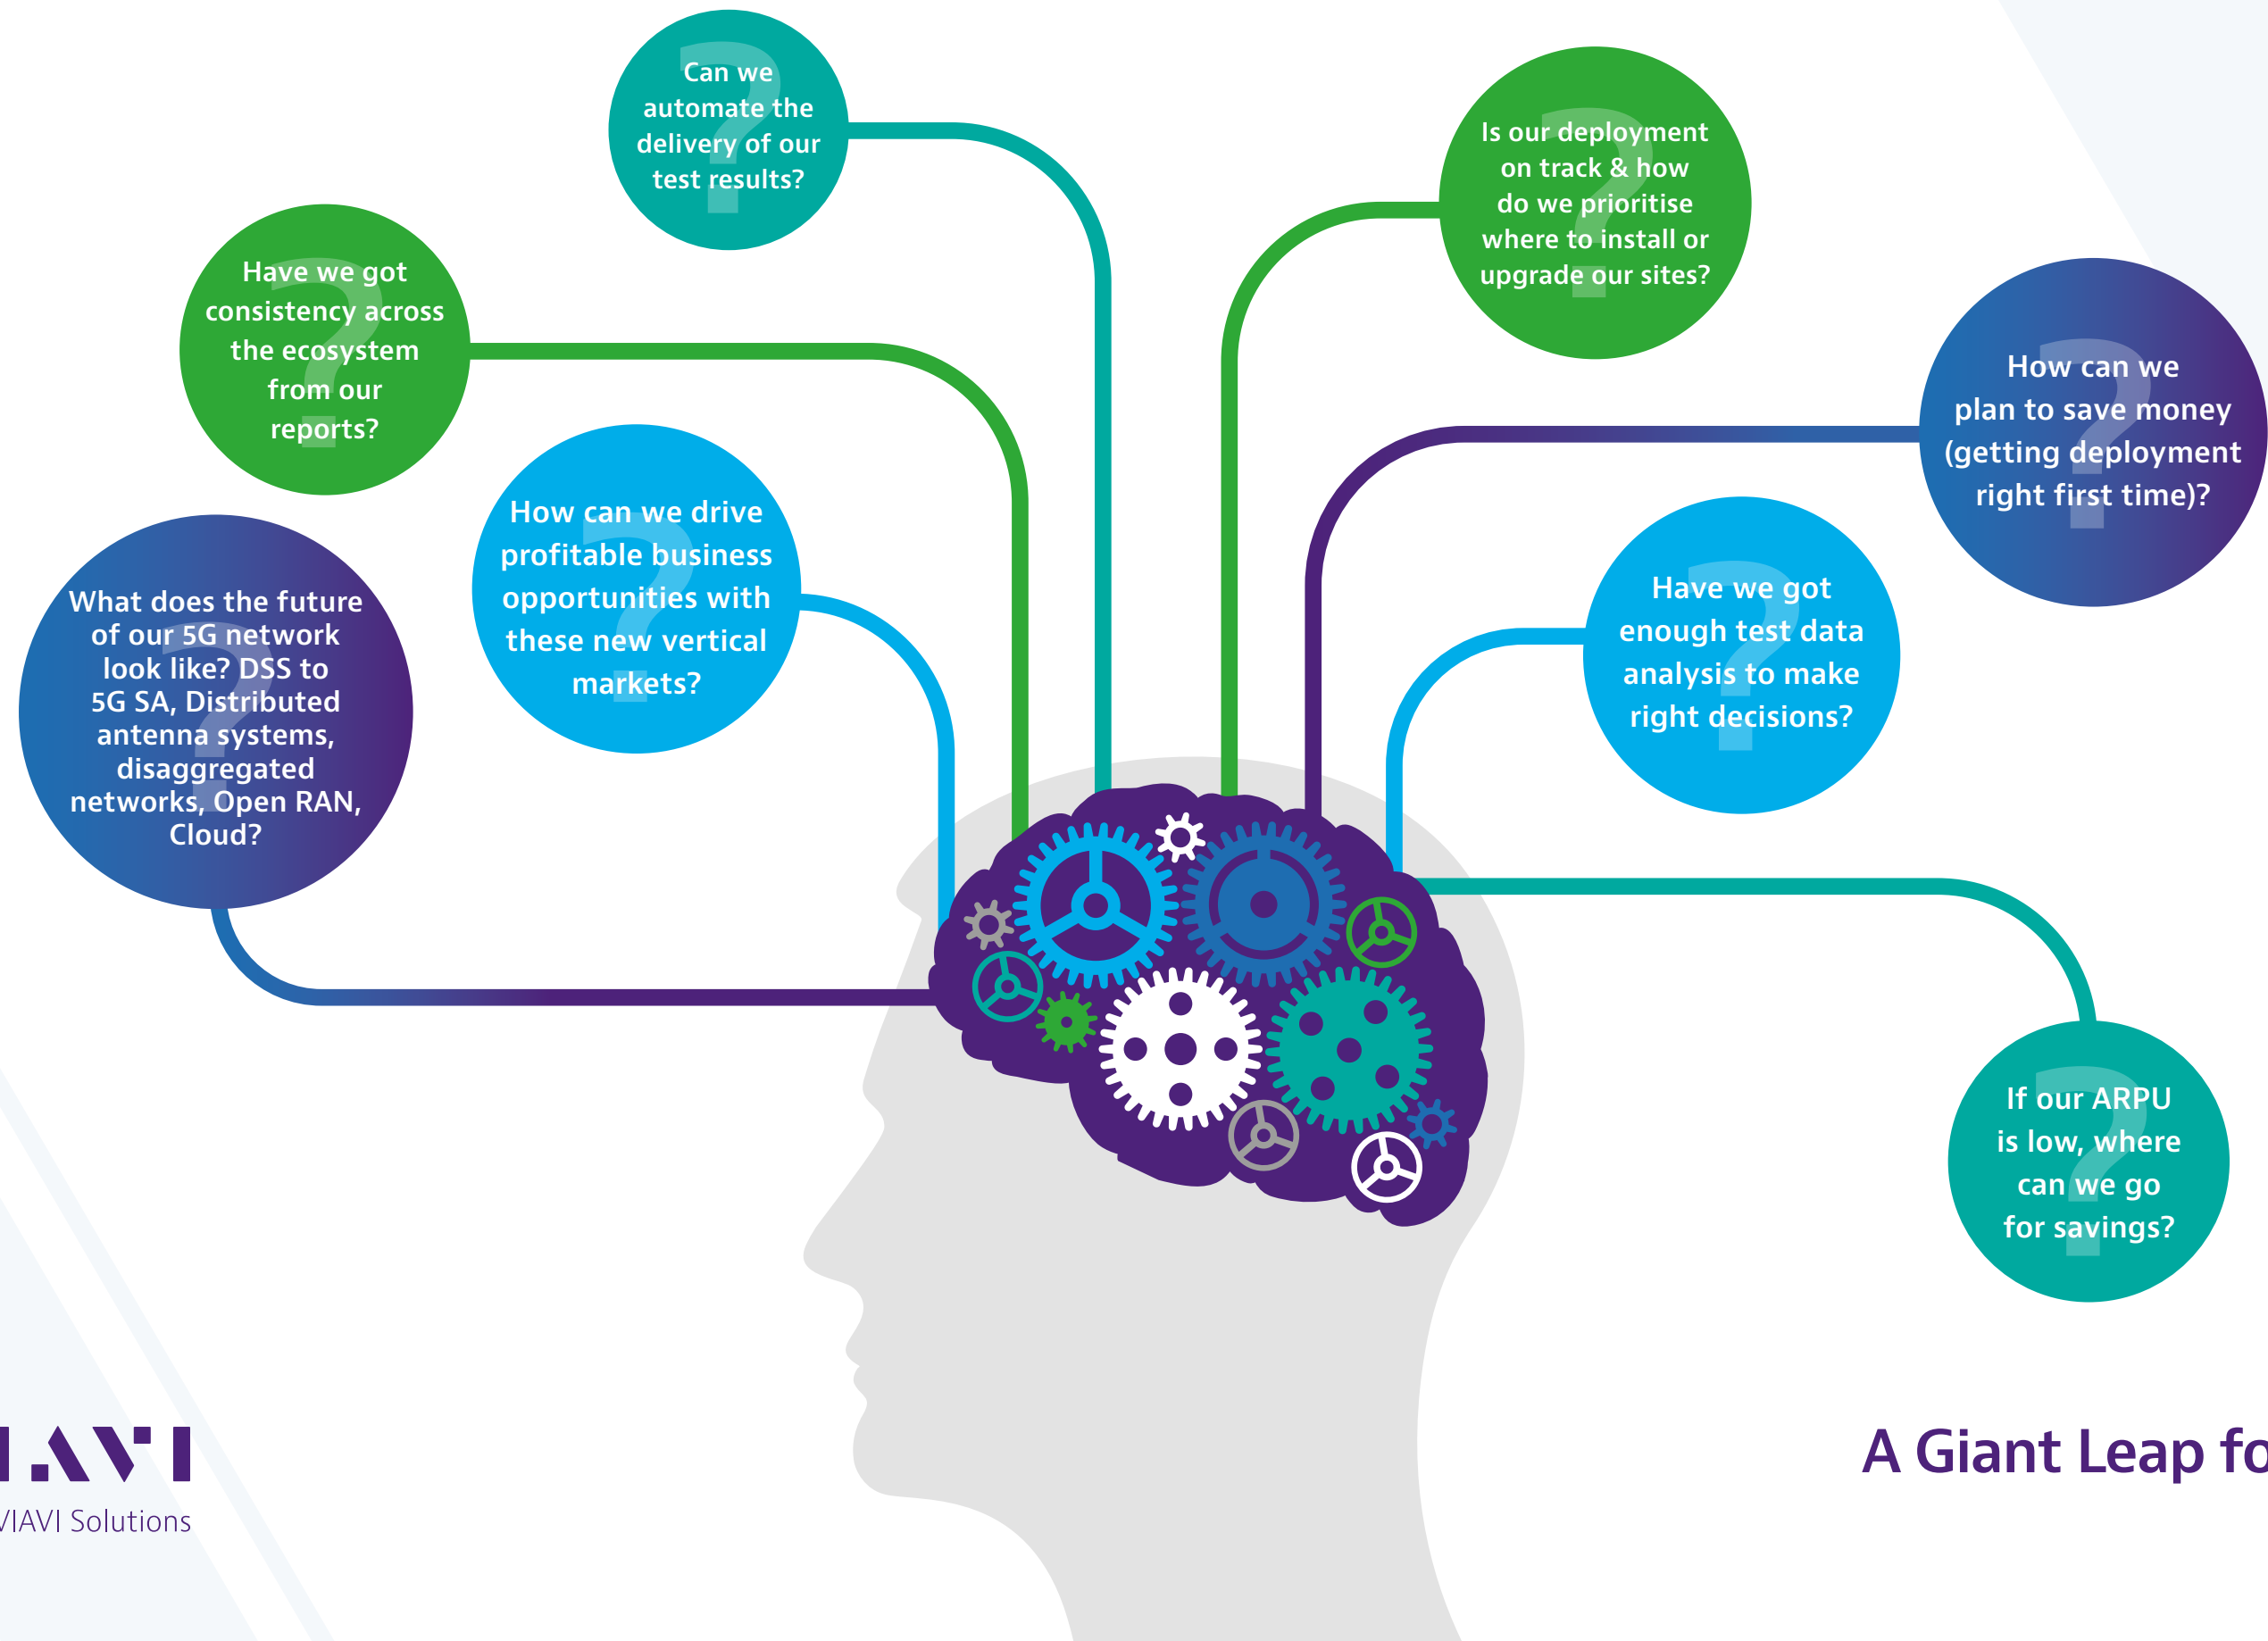 Can we
automate the
delivery of our
test results?
Is our deployment
on track & how
do we prioritise
where to install or
upgrade our sites?
Have we got
consistency across
the ecosystem
from our
reports?
How can we
plan to save money
(getting deployment
right first time)?
How can we drive
profitable business
opportunities with
these new vertical
markets?
Have we got
enough test data
analysis to make
right decisions?
What does the future
of our 5G network
look like? DSS to
5G SA, Distributed
antenna systems,
disaggregated
networks, Open RAN,
Cloud?
If our ARPU
is low, where
can we go
for savings?
A Giant Leap fo
IAVI
VIAVI Solutions